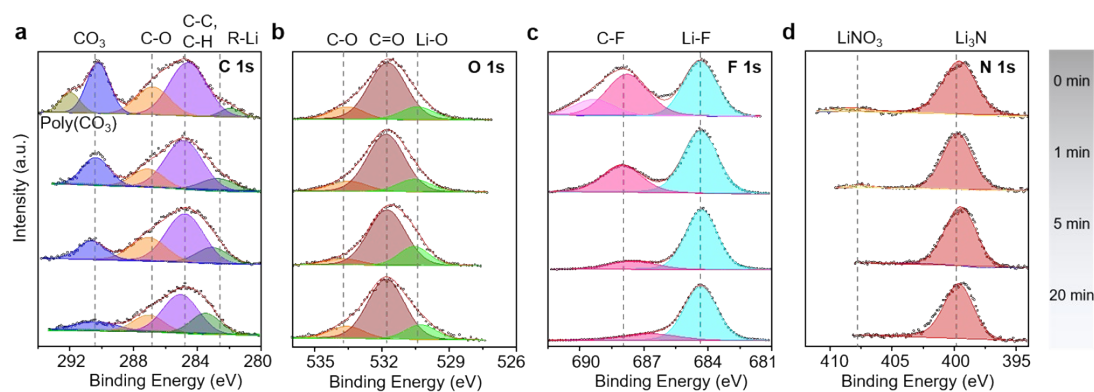 a
CO₃
C-O
C-C,
C-H
R-Li
C 1s
Poly(CO₃)
292
288
284
280
Binding Energy (eV)
Intensity (a.u.)
b
C-O
C=O
Li-O
O 1s
535
532
529
526
Binding Energy (eV)
c
C-F
Li-F
F 1s
690
687
684
681
Binding Energy (eV)
d
LiNO₃
Li₃N
N 1s
410
405
400
395
Binding Energy (eV)
0 min
1 min
5 min
20 min